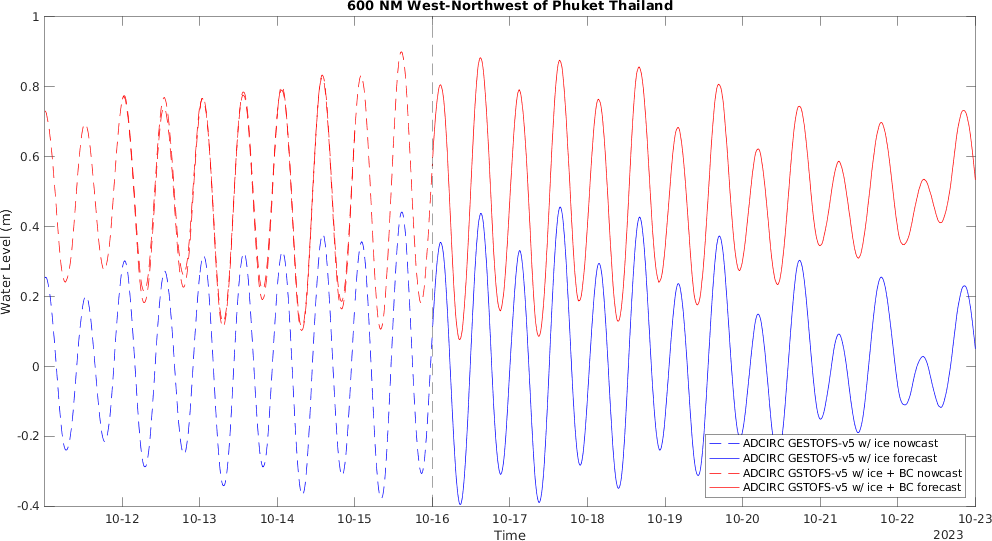 600 NM West-Northwest of Phuket Thailand
1
0.8
0.6
0.4
0.2
0
-0.2
-0.4
Water Level (m)
ADCIRC GESTOFS-v5 w/ ice nowcast
ADCIRC GESTOFS-v5 w/ ice forecast
ADCIRC GSTOFS-v5 w/ ice + BC nowcast
ADCIRC GSTOFS-v5 w/ ice + BC forecast
10-12 10-13 10-14 10-15 10-16 10-17 10-18 10-19 10-20 10-21 10-22 10-23
Time
2023